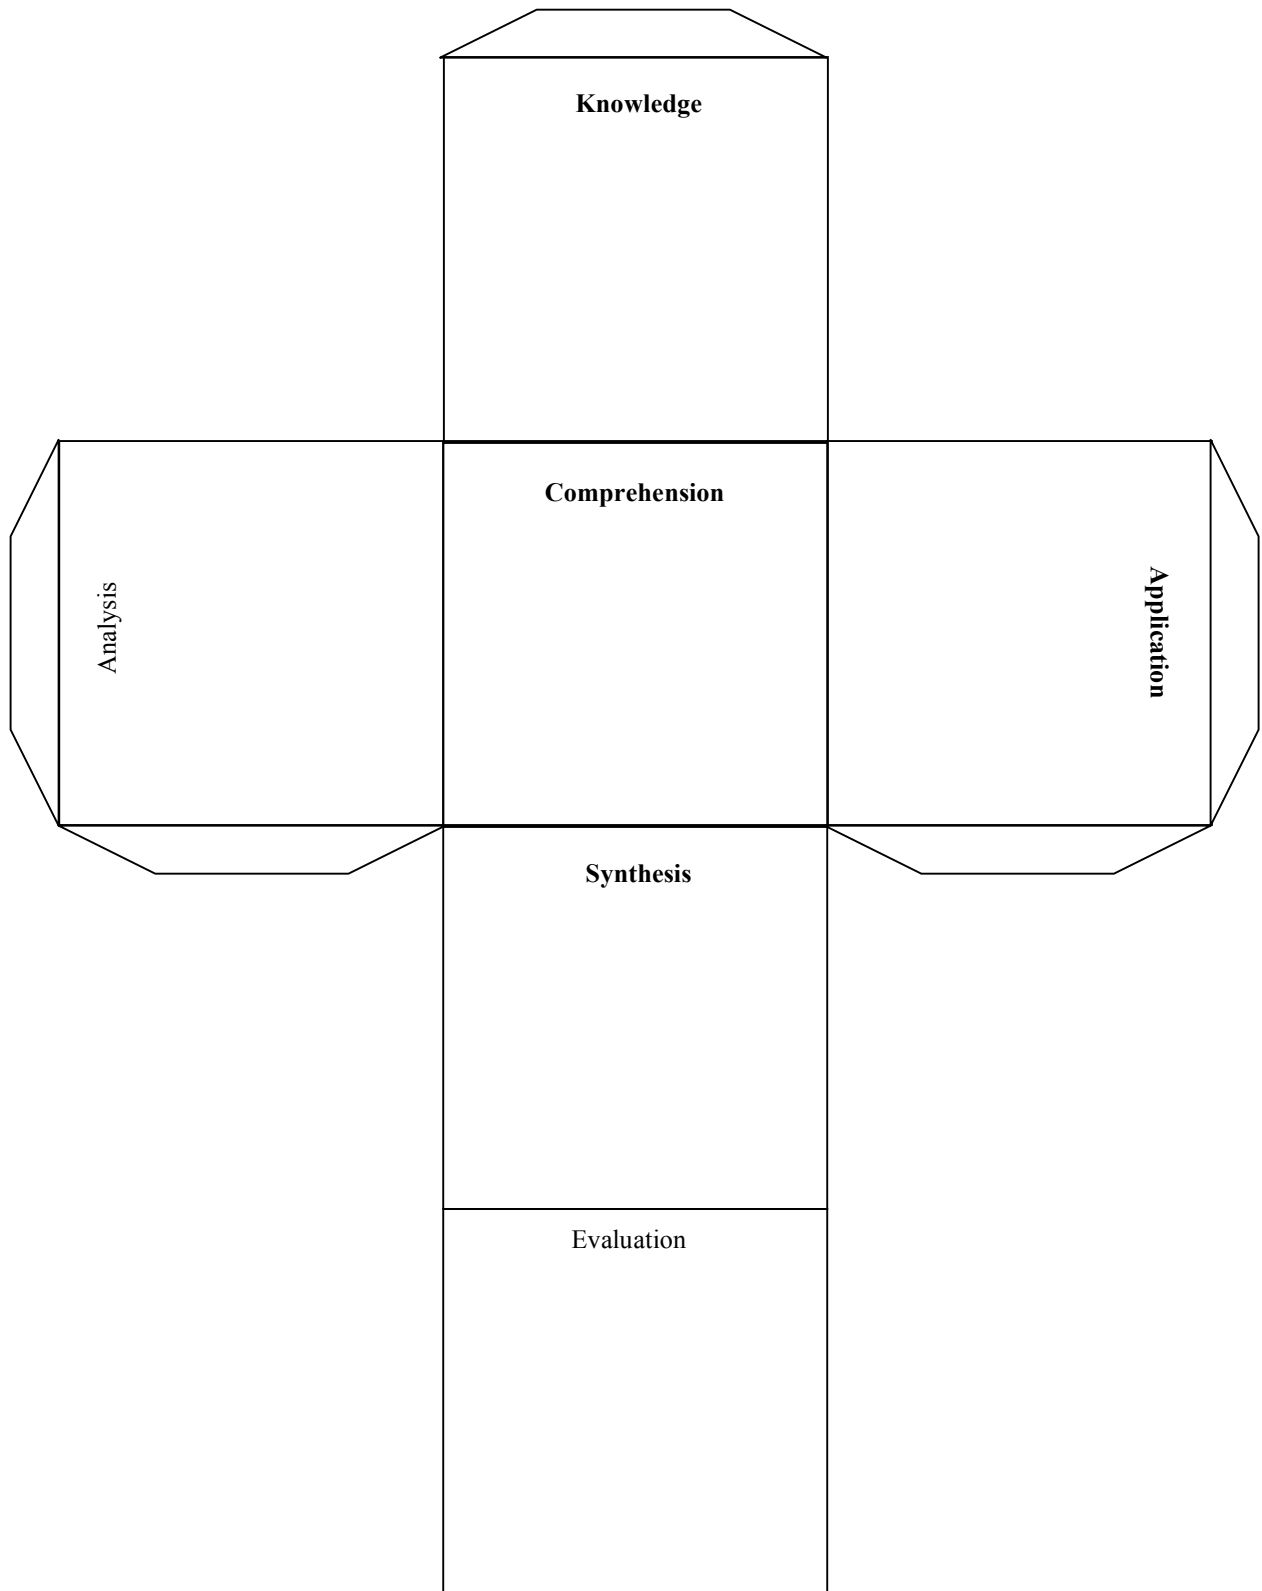 Knowledge
Comprehension
Analysis
Application
Synthesis
Evaluation